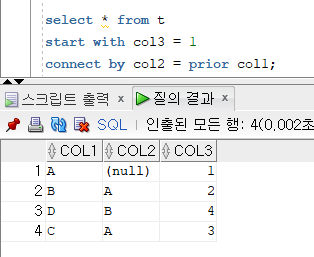 select * from t
start with col3 = 1
connect by col2 = prior col1;
스크립트 출력 x 질의 결과 x
SQL | 인출된 모든 행: 4(0.002초
COL1 COL2 COL3
1 A (null) 1
2 B A 2
3 D B 4
4 C A 3